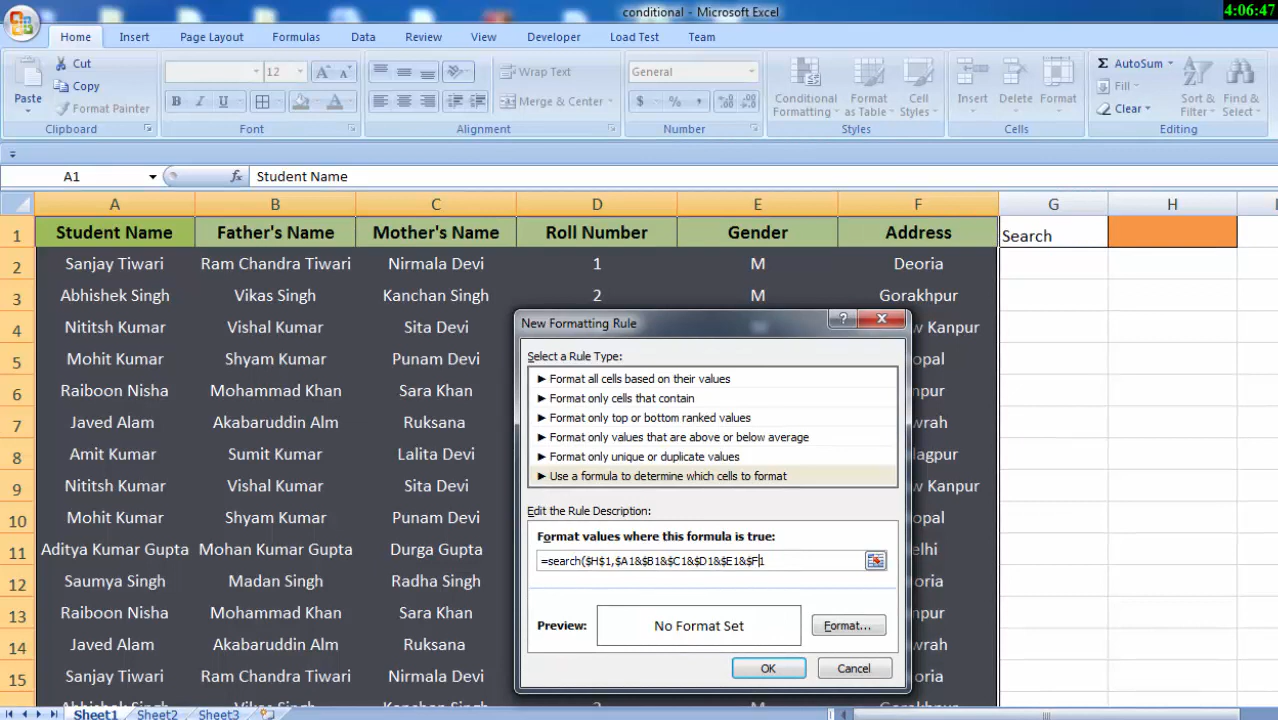 conditional - Microsoft Excel
4:06:47
Home Insert Page Layout Formulas Data Review View Developer Load Test Team
Paste
Cut
Copy
Format Painter
Clipboard
12
A A
B I U A
Font
Wrap Text
Merge & Center
Alignment
General
$ % ,
Number
Conditional Formatting
Format as Table
Cell Styles
Styles
Insert
Delete
Format
Cells
Σ AutoSum
Fill
Clear
Sort & Filter
Find & Select
Editing
A1 fx Student Name
A B C D E F G H
1 Student Name Father's Name Mother's Name Roll Number Gender Address Search
2 Sanjay Tiwari Ram Chandra Tiwari Nirmala Devi 1 M Deoria
3 Abhishek Singh Vikas Singh Kanchan Singh 2 M Gorakhpur
4 Nititsh Kumar Vishal Kumar Sita Devi w Kanpur
5 Mohit Kumar Shyam Kumar Punam Devi opal
6 Raiboon Nisha Mohammad Khan Sara Khan npur
7 Javed Alam Akabaruddin Alm Ruksana wrah
8 Amit Kumar Sumit Kumar Lalita Devi lagpur
9 Nititsh Kumar Vishal Kumar Sita Devi w Kanpur
10 Mohit Kumar Shyam Kumar Punam Devi opal
11 Aditya Kumar Gupta Mohan Kumar Gupta Durga Gupta elhi
12 Saumya Singh Madan Singh Radha Singh oria
13 Raiboon Nisha Mohammad Khan Sara Khan npur
14 Javed Alam Akabaruddin Alm Ruksana wrah
15 Sanjay Tiwari Ram Chandra Tiwari Nirmala Devi oria
New Formatting Rule
?
Select a Rule Type:
► Format all cells based on their values
► Format only cells that contain
► Format only top or bottom ranked values
► Format only values that are above or below average
► Format only unique or duplicate values
► Use a formula to determine which cells to format
Edit the Rule Description:
Format values where this formula is true:
=search($H$1,$A1&$B1&$C1&$D1&$E1&$F1
Preview: No Format Set Format...
OK Cancel
Sheet1 Sheet2 Sheet3